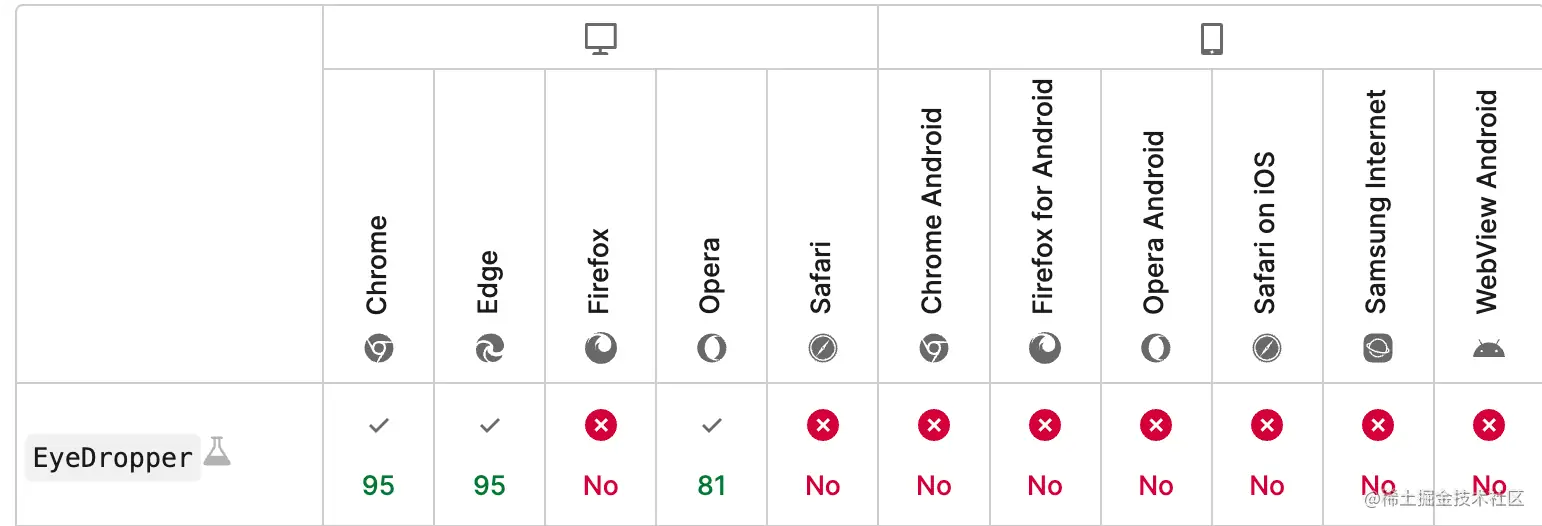 Chrome
Edge
Firefox
Opera
Safari
Chrome Android
Firefox for Android
Opera Android
Safari on iOS
Samsung Internet
WebView Android
EyeDropper
95
95
No
81
No
No
No
No
No
No
No
@稀土掘金技术社区